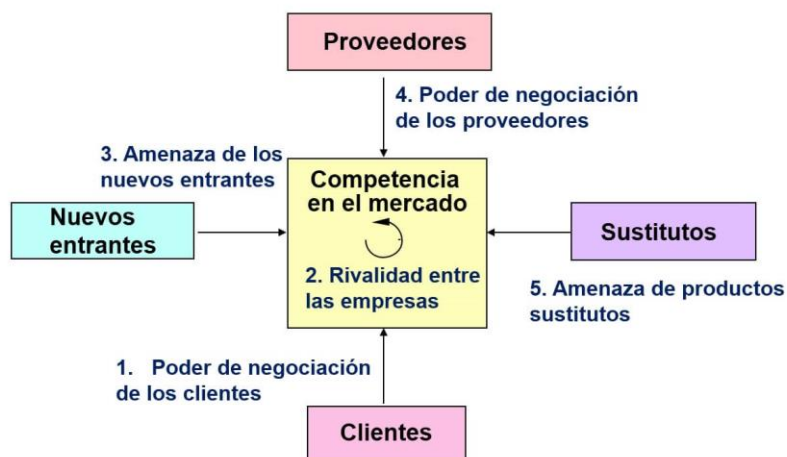 Proveedores
4. Poder de negociación
de los proveedores
3. Amenaza de los
nuevos entrantes
Competencia
en el mercado
Nuevos
entrantes
Sustitutos
2. Rivalidad entre
las empresas
5. Amenaza de productos
sustitutos
1. Poder de negociación
de los clientes
Clientes